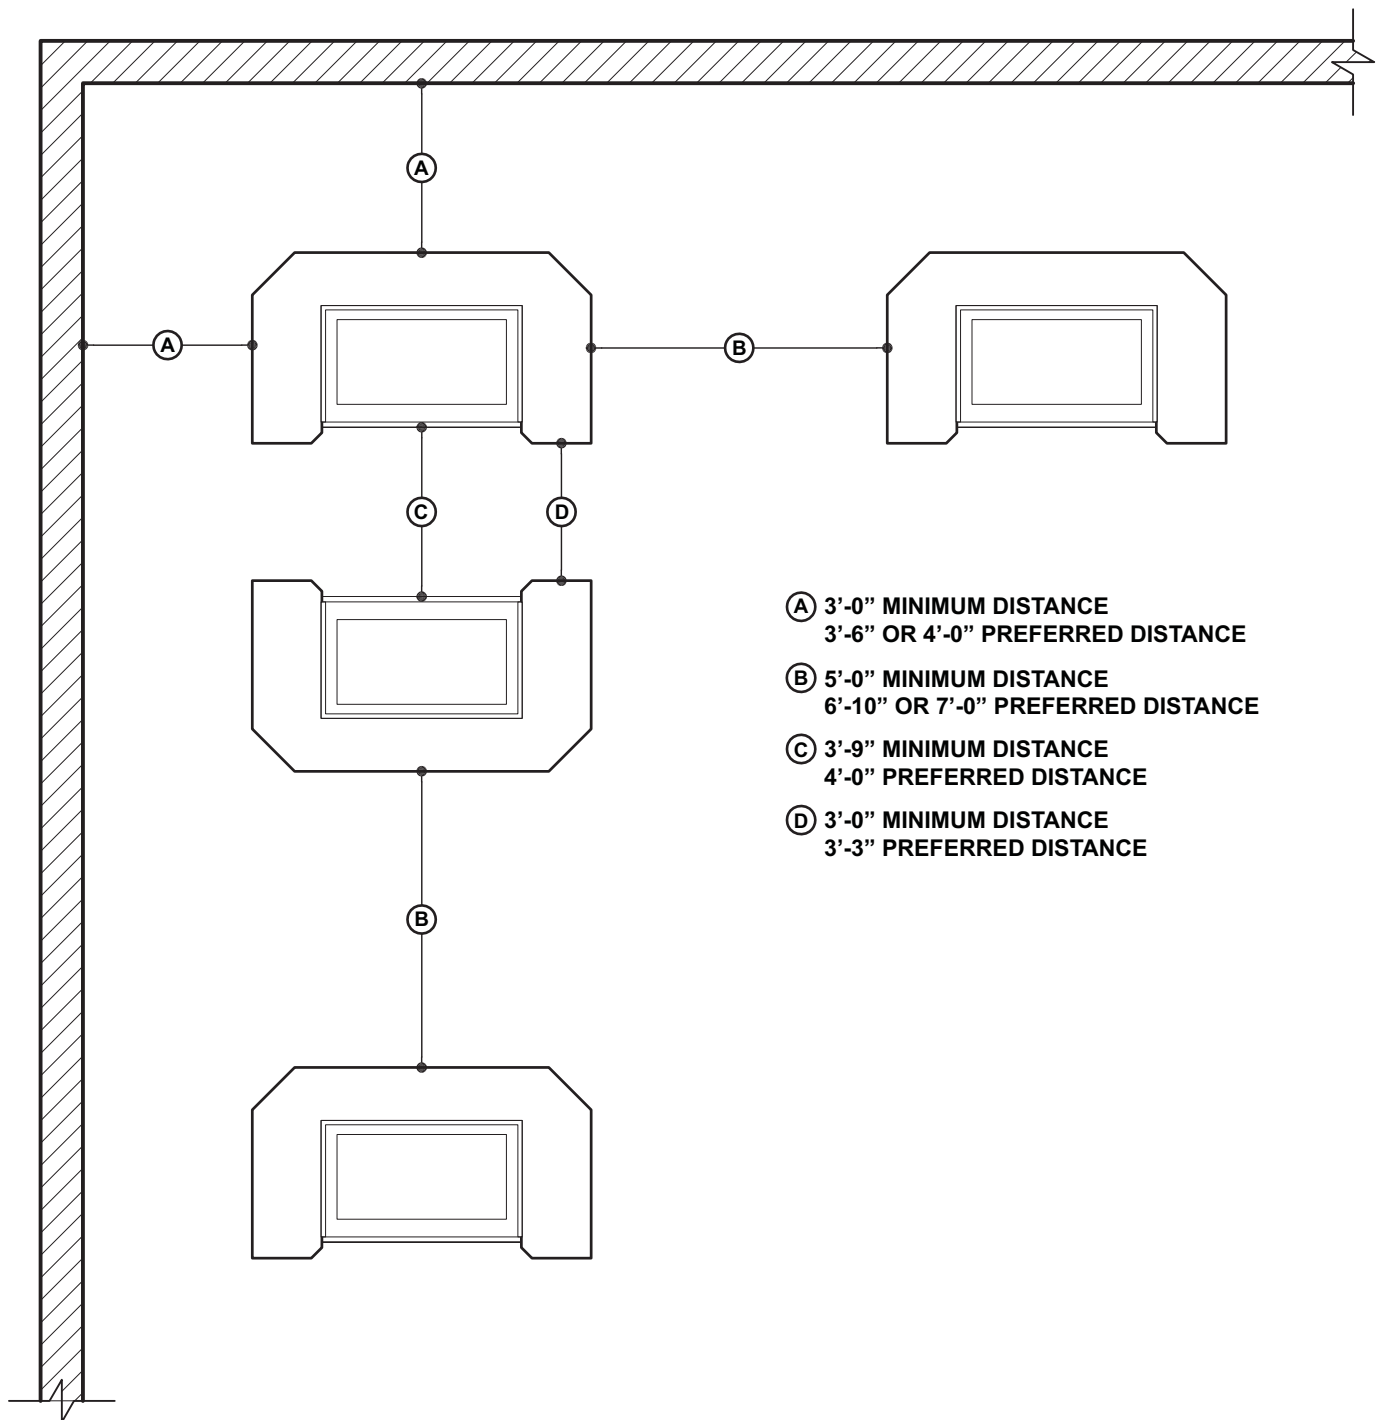 A
A
B
C
D
A 3’-0” MINIMUM DISTANCE
3’-6” OR 4’-0” PREFERRED DISTANCE
B 5’-0” MINIMUM DISTANCE
6’-10” OR 7’-0” PREFERRED DISTANCE
C 3’-9” MINIMUM DISTANCE
4’-0” PREFERRED DISTANCE
D 3’-0” MINIMUM DISTANCE
3’-3” PREFERRED DISTANCE
B